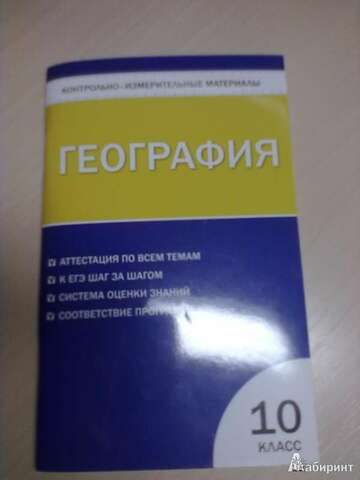 КОНТРОЛЬНО-ИЗМЕРИТЕЛЬНЫЕ МАТЕРИАЛЫ
ГЕОГРАФИЯ
АТТЕСТАЦИЯ ПО ВСЕМ ТЕМАМ
К ЕГЭ ШАГ ЗА ШАГОМ
СИСТЕМА ОЦЕНКИ ЗНАНИЙ
СООТВЕТСТВИЕ
10
КЛАСС
Лабиринт